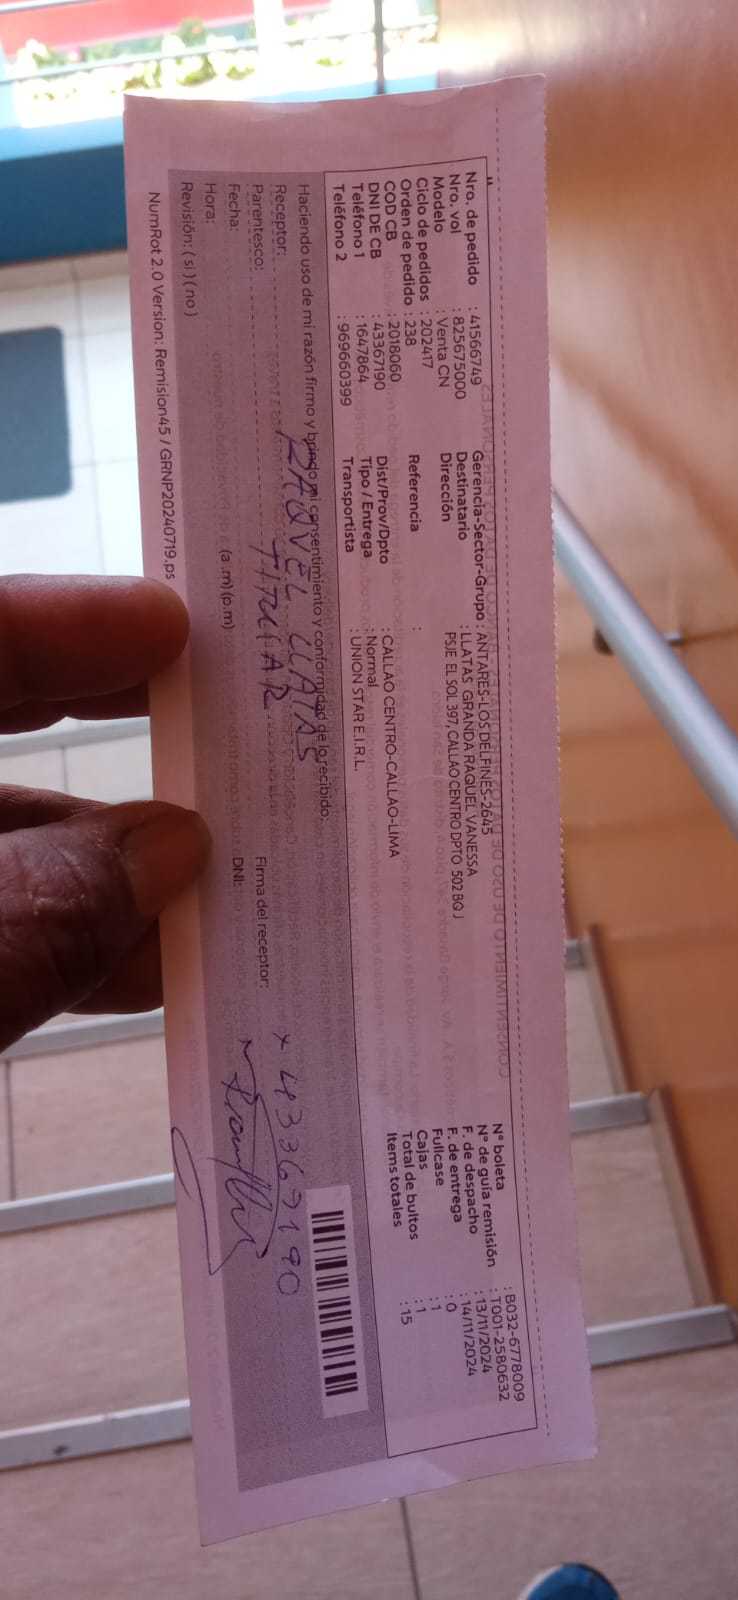 Nro. de pedido : 41566749
Nro. vol : 825675000
Modelo : Venta CN
Ciclo de pedidos : 202417
Orden de pedido : 238
COD CB : 2018060
DNI DE CB : 43367190
Teléfono 1 : 1647864
Teléfono 2 : 969660399
Gerencia-Sector-Grupo : ANTARES-LOS DELFINES-2645
Destinatario : LLATAS GRANDA RAQUEL VANESSA
Dirección PSJE EL SOL 397, CALLAO CENTRO DPTO 502 BQ J
Referencia :
Dist/Prov/Dpto : CALLAO CENTRO-CALLAO-LIMA
Tipo / Entrega : Normal
Transportista : UNION STAR E.I.R.L.
N° boleta : B032-6778009
N° de guía remisión : T001-2580632
F. de despacho : 13/11/2024
F. de entrega : 14/11/2024
Fullcase : 0
Cajas : 1
Total de bultos : 1
Items totales : 15
Haciendo uso de mi razón firmo y brindo mi consentimiento y conformidad de lo recibido:
Receptor: RAQUEL LLATAS
Parentesco: TITULAR
Firma del receptor:
Fecha:
DNI: 43367190
Hora: (a.m) (p.m)
Revisión: ( si ) ( no )
NumRot 2.0 Version: Remision45 / GRNP20240719.ps